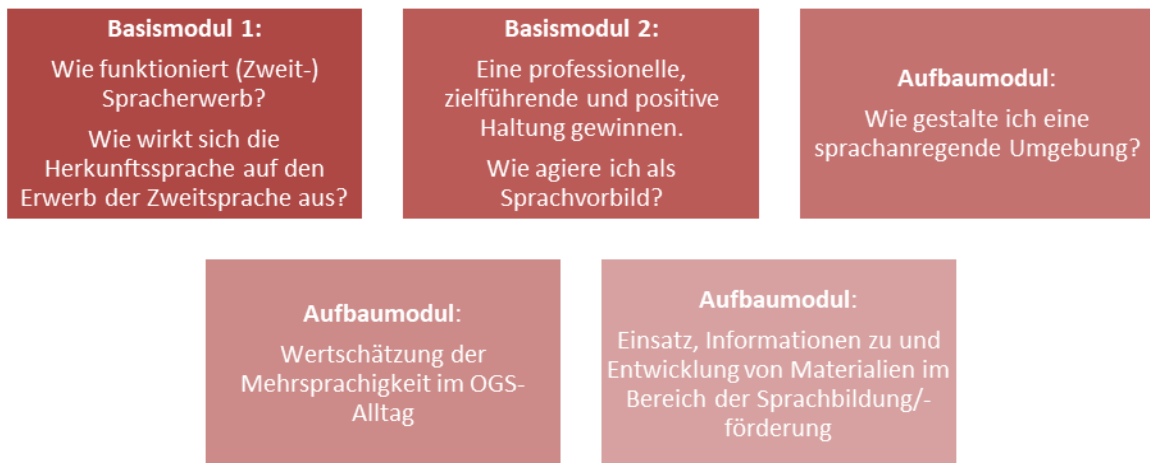 Basismodul 1:
Wie funktioniert (Zweit-)
Spracherwerb?
Wie wirkt sich die
Herkunftssprache auf den
Erwerb der Zweitsprache aus?
Basismodul 2:
Eine professionelle,
zielführende und positive
Haltung gewinnen.
Wie agiere ich als
Sprachvorbild?
Aufbaumodul:
Wie gestalte ich eine
sprachanregende Umgebung?
Aufbaumodul:
Wertschätzung der
Mehrsprachigkeit im OGS-
Alltag
Aufbaumodul:
Einsatz, Informationen zu und
Entwicklung von Materialien im
Bereich der Sprachbildung/-
förderung